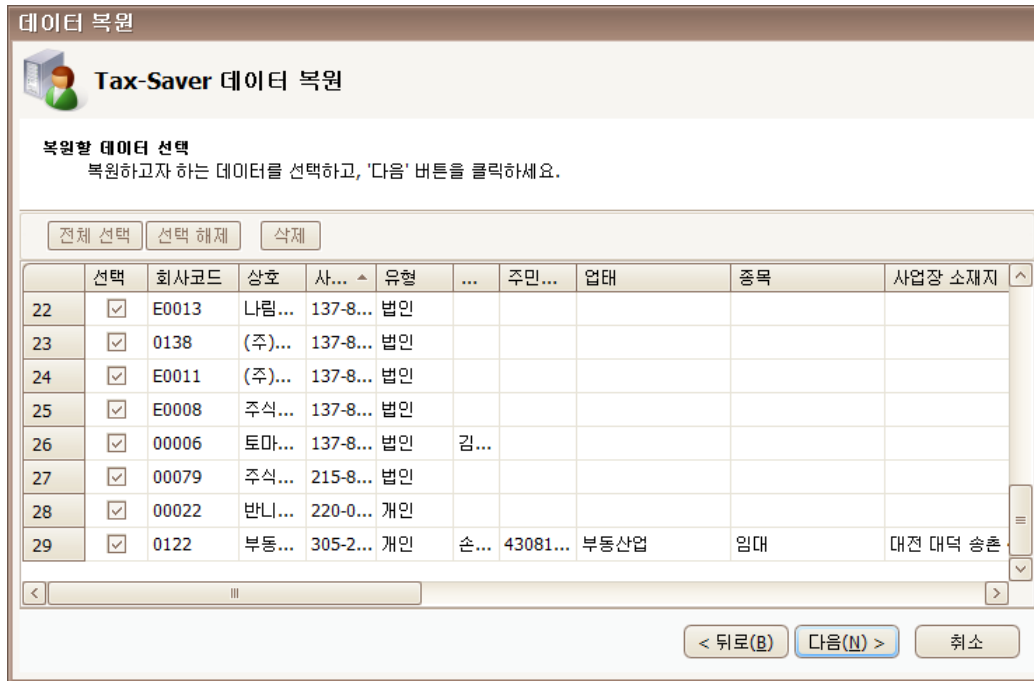 데이터 복원
Tax-Saver 데이터 복원
복원할 데이터 선택
복원하고자 하는 데이터를 선택하고, '다음' 버튼을 클릭하세요.
전체 선택 선택 해제 삭제
선택 회사코드 상호 사... 유형 ... 주민... 업태 종목 사업장 소재지
22 E0013 나림... 137-8... 법인
23 0138 (주)... 137-8... 법인
24 E0011 (주)... 137-8... 법인
25 E0008 주식... 137-8... 법인
26 00006 토마... 137-8... 법인 김...
27 00079 주식... 215-8... 법인
28 00022 반니... 220-0... 개인
29 0122 부동... 305-2... 개인 손... 43081... 부동산업 임대 대전 대덕 송촌
< 뒤로(B) 다음(N) > 취소